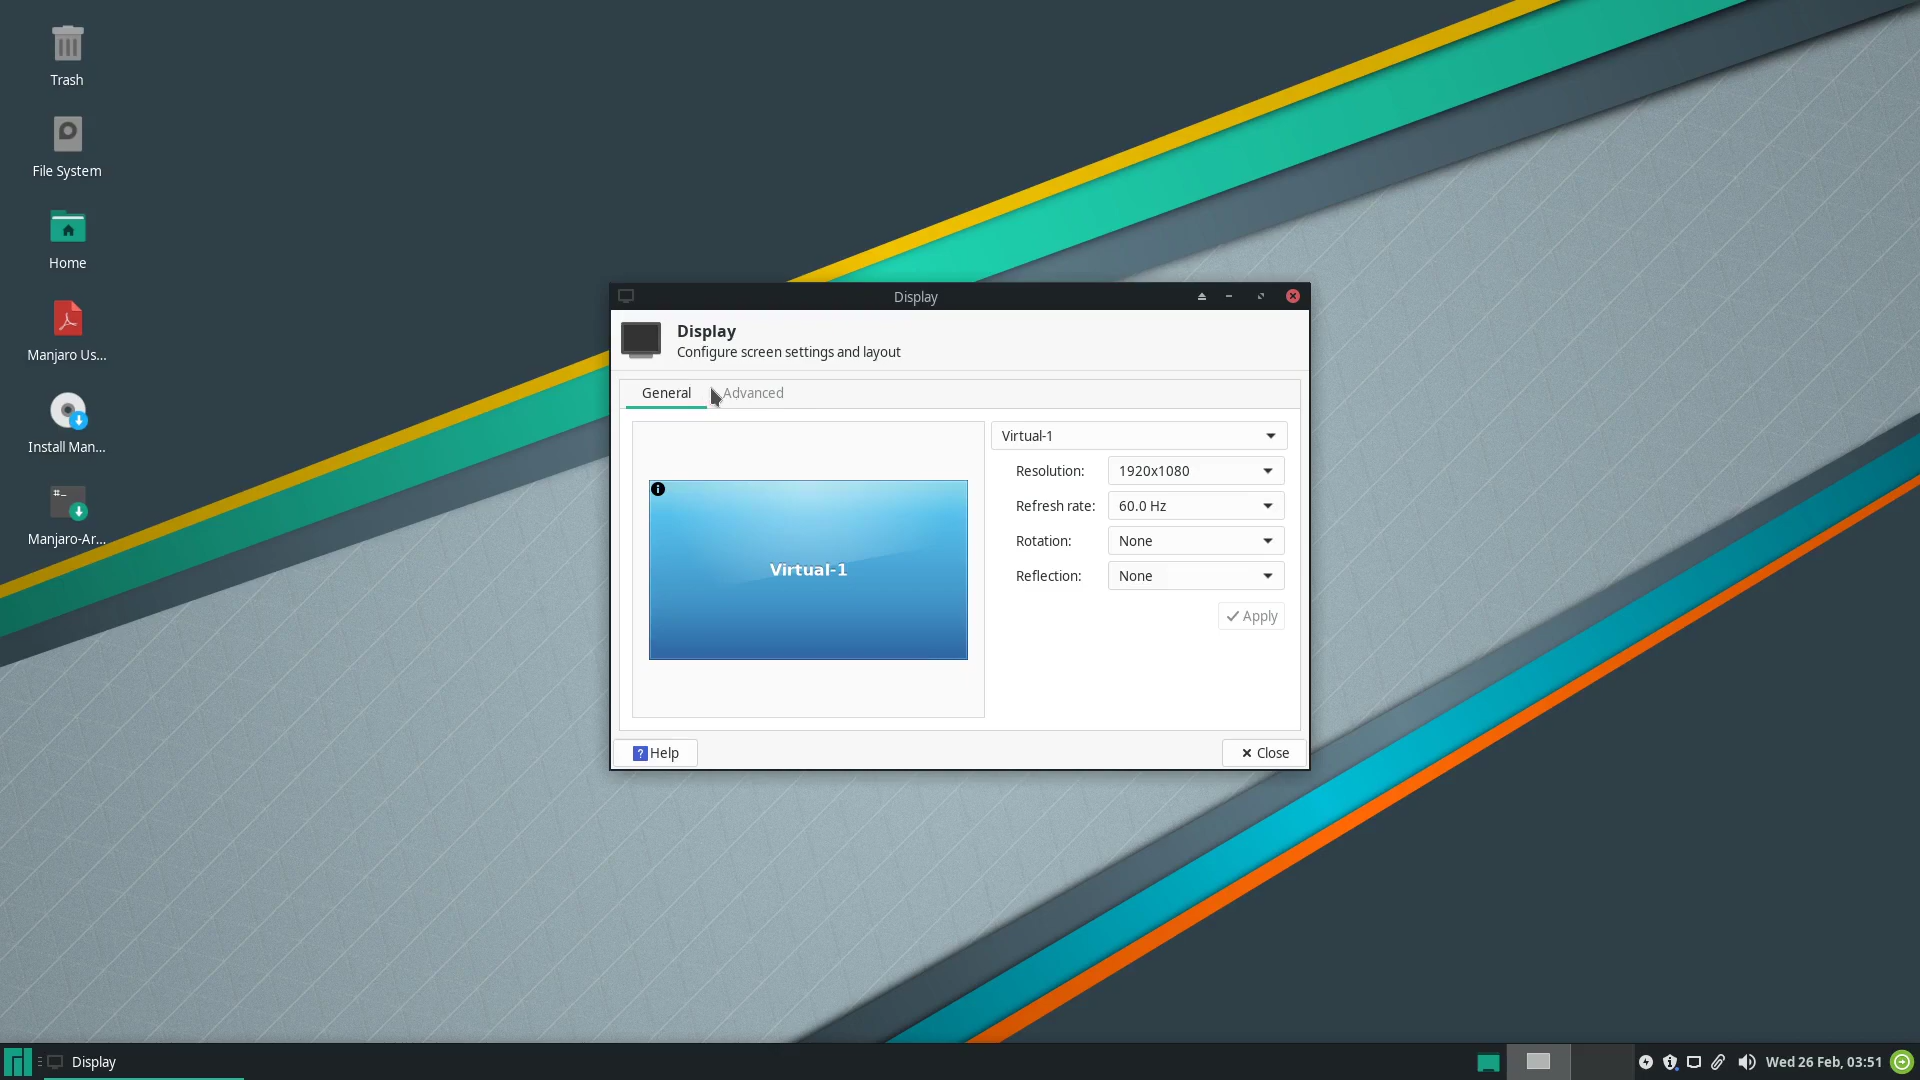 Trash
File System
Home
Manjaro Us...
Install Man...
#_
Manjaro-Ar...
Display
Display
Configure screen settings and layout
General
Advanced
Virtual-1
Virtual-1
Resolution:
1920x1080
Refresh rate:
60.0 Hz
Rotation:
None
Reflection:
None
Apply
? Help
Close
Display
Wed 26 Feb, 03:51